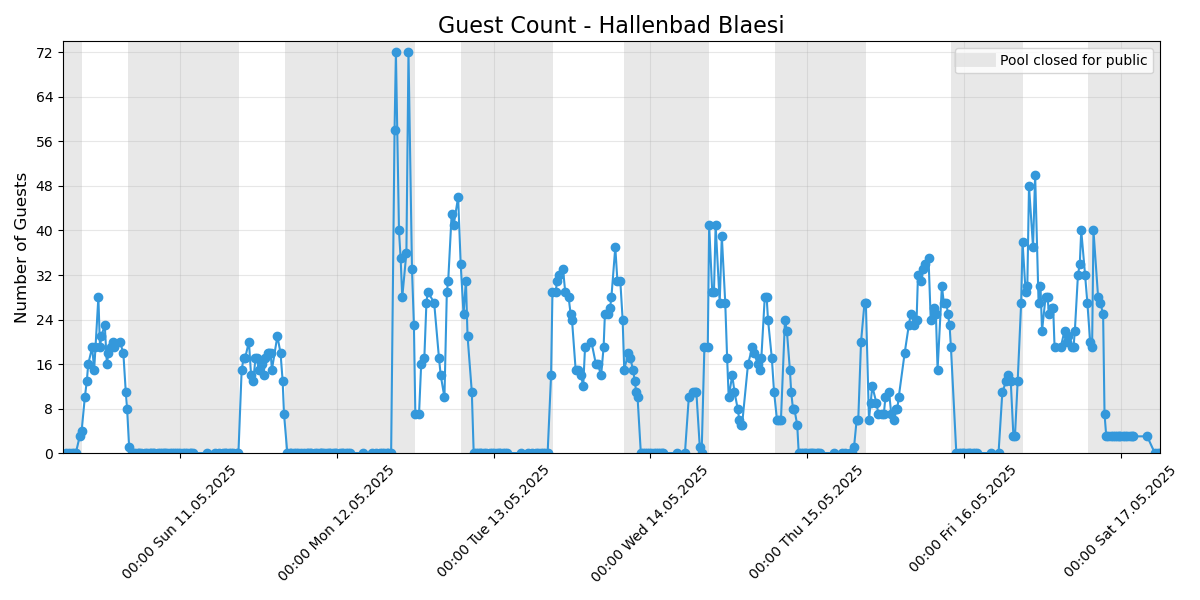 Guest Count - Hallenbad Blaesi
Pool closed for public
Number of Guests
72
64
56
48
40
32
24
16
8
0
00:00 Sun 11.05.2025
00:00 Mon 12.05.2025
00:00 Tue 13.05.2025
00:00 Wed 14.05.2025
00:00 Thu 15.05.2025
00:00 Fri 16.05.2025
00:00 Sat 17.05.2025